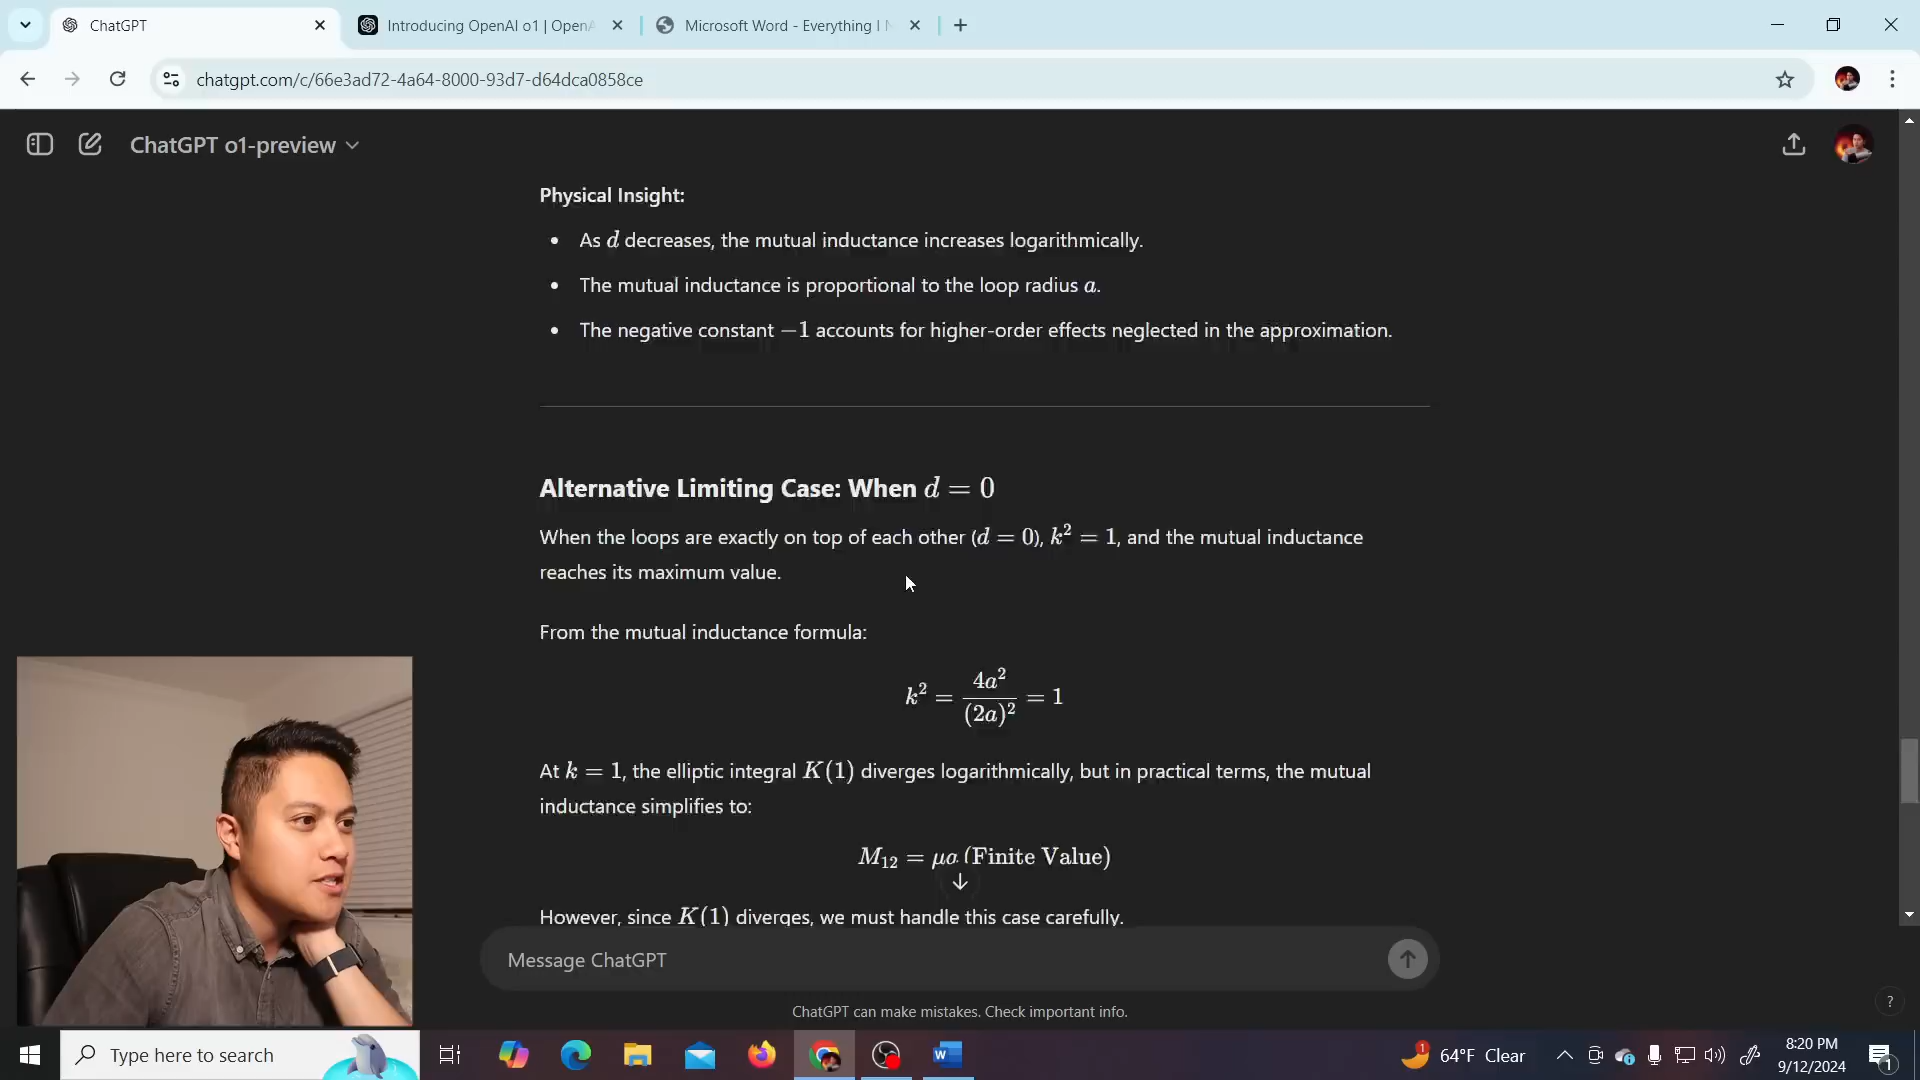 ChatGPT
Introducing OpenAI o1 | OpenA
Microsoft Word - Everything I N
chatgpt.com/c/66e3ad72-4a64-8000-93d7-d64dca0858ce
ChatGPT o1-preview
Physical Insight:
• As d decreases, the mutual inductance increases logarithmically.
• The mutual inductance is proportional to the loop radius a.
• The negative constant −1 accounts for higher-order effects neglected in the approximation.
Alternative Limiting Case: When d = 0
When the loops are exactly on top of each other (d = 0), k² = 1, and the mutual inductance
reaches its maximum value.
From the mutual inductance formula:
k² = 4a² / (2a)² = 1
At k = 1, the elliptic integral K(1) diverges logarithmically, but in practical terms, the mutual
inductance simplifies to:
M₁₂ = μa (Finite Value)
However, since K(1) diverges, we must handle this case carefully.
Message ChatGPT
ChatGPT can make mistakes. Check important info.
?
Type here to search
1
64°F Clear
8:20 PM
9/12/2024
1